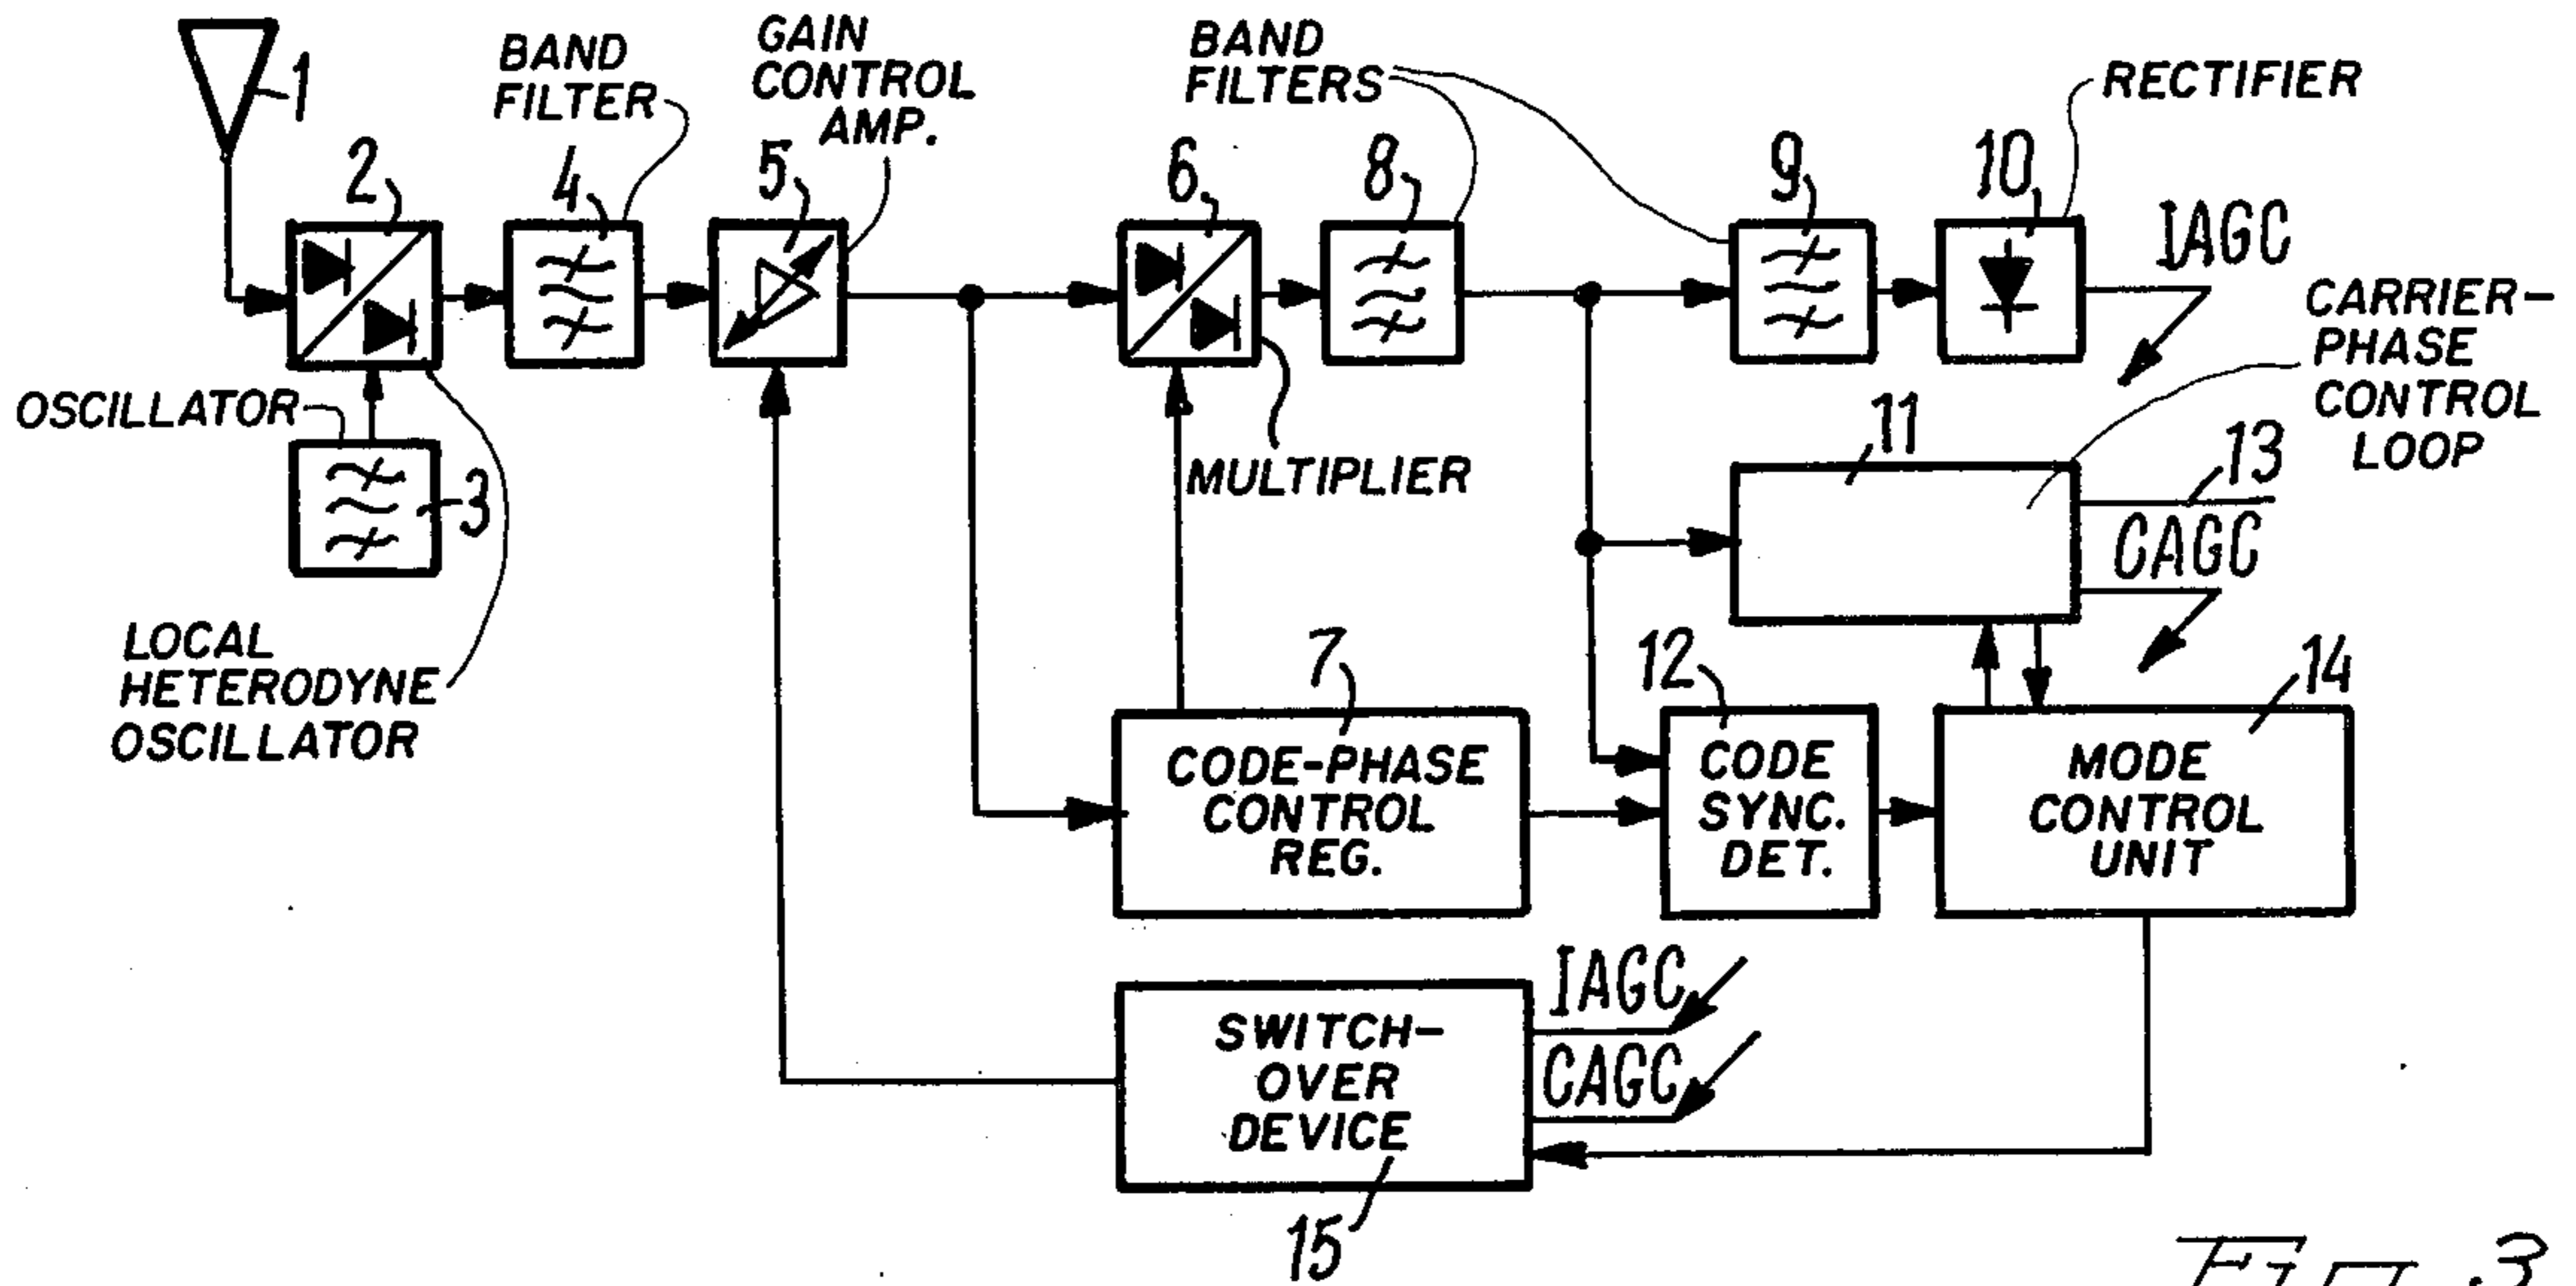 1
BAND
FILTER
GAIN
CONTROL
AMP.
BAND
FILTERS
RECTIFIER
2
4
5
6
8
9
10
IAGC
OSCILLATOR
3
MULTIPLIER
CARRIER-
PHASE
CONTROL
LOOP
11
13
CAGC
LOCAL
HETERODYNE
OSCILLATOR
7
CODE-PHASE
CONTROL
REG.
12
CODE
SYNC.
DET.
14
MODE
CONTROL
UNIT
IAGC
CAGC
SWITCH-
OVER
DEVICE
15